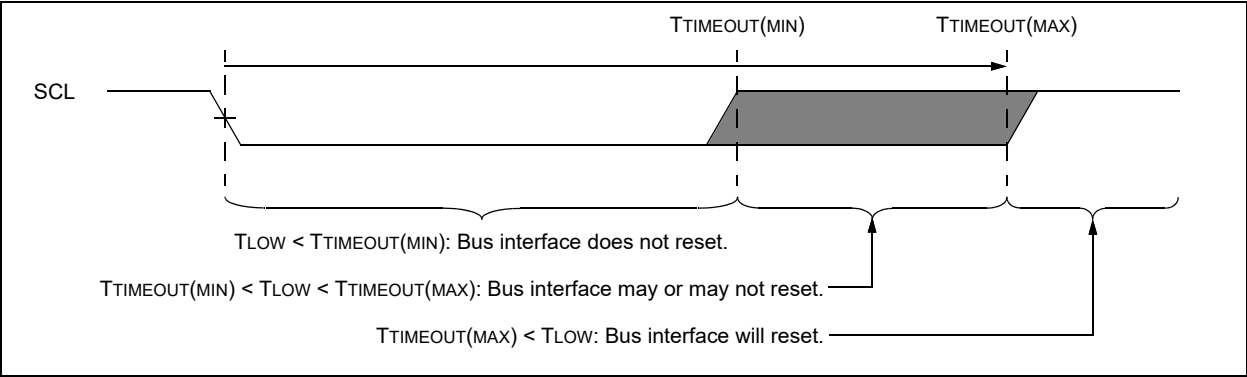 TTIMEOUT(MIN) TTIMEOUT(MAX)
SCL
TLOW < TTIMEOUT(MIN): Bus interface does not reset.
TTIMEOUT(MIN) < TLOW < TTIMEOUT(MAX): Bus interface may or may not reset.
TTIMEOUT(MAX) < TLOW: Bus interface will reset.